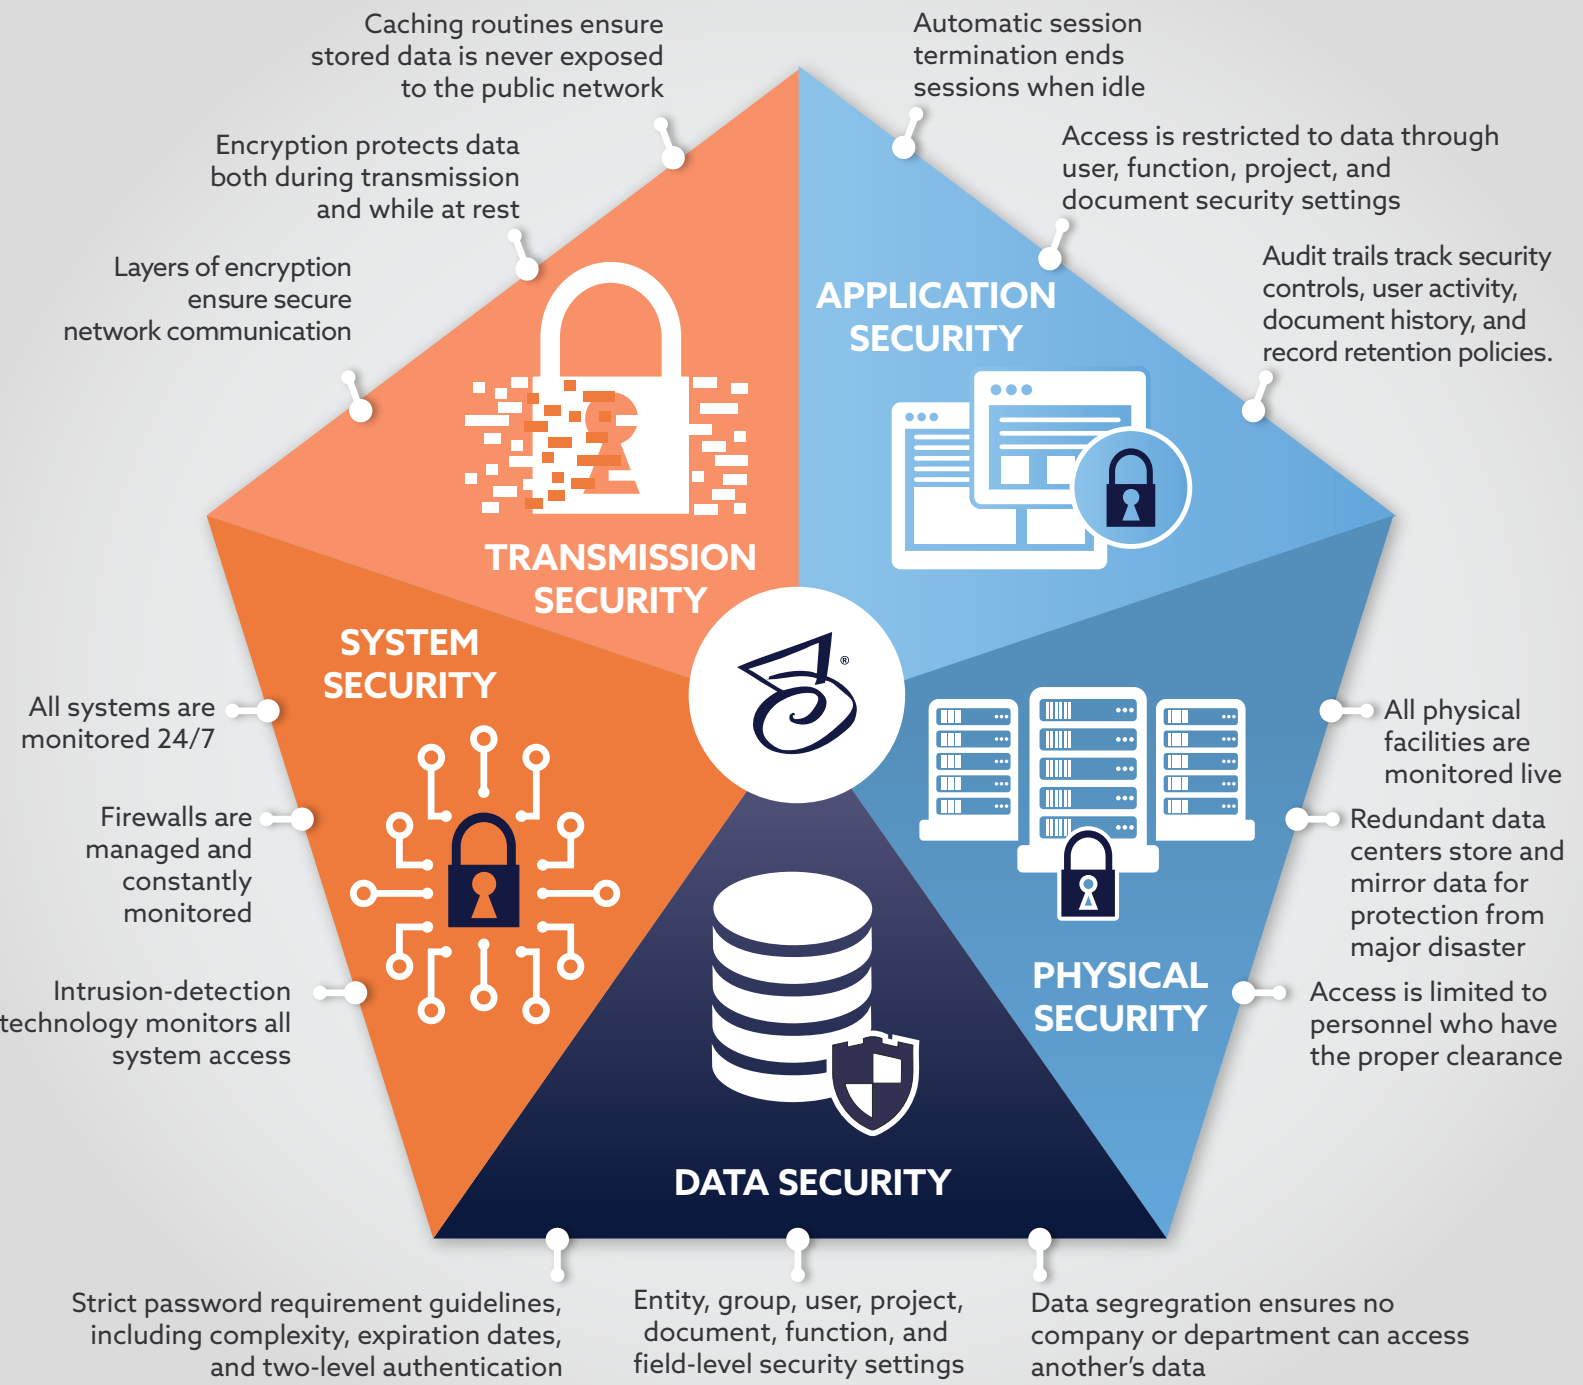 Caching routines ensure
stored data is never exposed
to the public network
Automatic session
termination ends
sessions when idle
Encryption protects data
both during transmission
and while at rest
Access is restricted to data through
user, function, project, and
document security settings
Layers of encryption
ensure secure
network communication
Audit trails track security
controls, user activity,
document history, and
record retention policies.
APPLICATION
SECURITY
TRANSMISSION
SECURITY
SYSTEM
SECURITY
®
All systems are
monitored 24/7
Firewalls are
managed and
constantly
monitored
Intrusion-detection
technology monitors all
system access
All physical
facilities are
monitored live
Redundant data
centers store and
mirror data for
protection from
major disaster
Access is limited to
personnel who have
the proper clearance
PHYSICAL
SECURITY
DATA SECURITY
Strict password requirement guidelines,
including complexity, expiration dates,
and two-level authentication
Entity, group, user, project,
document, function, and
field-level security settings
Data segregration ensures no
company or department can access
another's data